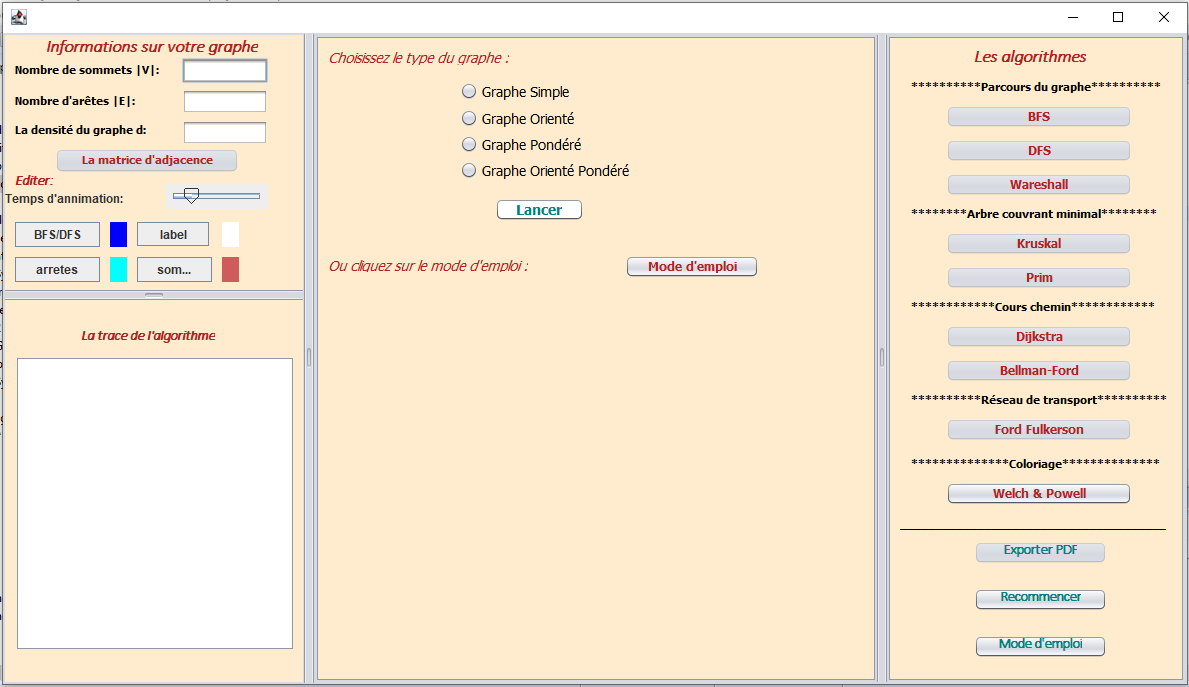 Informations sur votre graphe
Nombre de sommets |V|:
Nombre d'arêtes |E|:
La densité du graphe d:
La matrice d'adjacence
Editer:
Temps d'annimation:
BFS/DFS
label
arretes
som...
La trace de l'algorithme
Choisissez le type du graphe :
Graphe Simple
Graphe Orienté
Graphe Pondéré
Graphe Orienté Pondéré
Lancer
Ou cliquez sur le mode d'emploi :
Mode d'emploi
Les algorithmes
**********Parcours du graphe**********
BFS
DFS
Wareshall
********Arbre couvrant minimal********
Kruskal
Prim
************Cours chemin************
Dijkstra
Bellman-Ford
**********Réseau de transport**********
Ford Fulkerson
**************Coloriage**************
Welch & Powell
Exporter PDF
Recommencer
Mode d'emploi